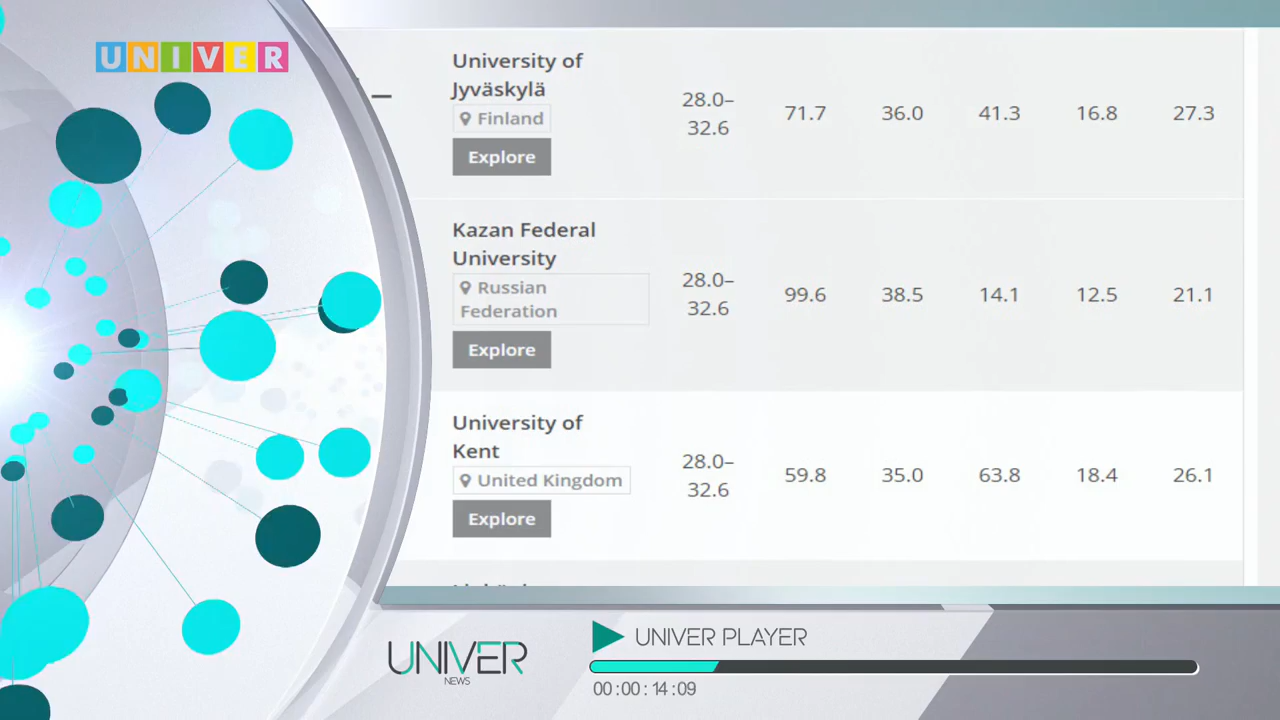 UNIVER
University of
Jyväskylä
Finland
Explore
28.0–
32.6
71.7
36.0
41.3
16.8
27.3
Kazan Federal
University
Russian
Federation
Explore
28.0–
32.6
99.6
38.5
14.1
12.5
21.1
University of
Kent
United Kingdom
Explore
28.0–
32.6
59.8
35.0
63.8
18.4
26.1
UNIVER
NEWS
UNIVER PLAYER
00:00:14:09